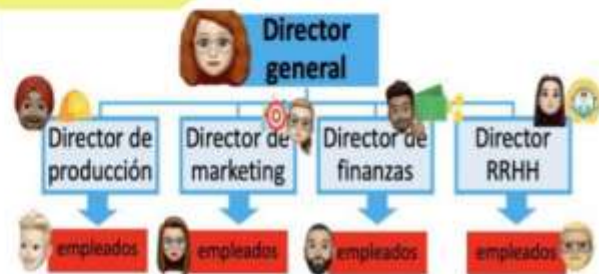 Director
general
Director de
producción
Director de
marketing
Director de
finanzas
Director
RRHH
empleados
empleados
empleados
empleados